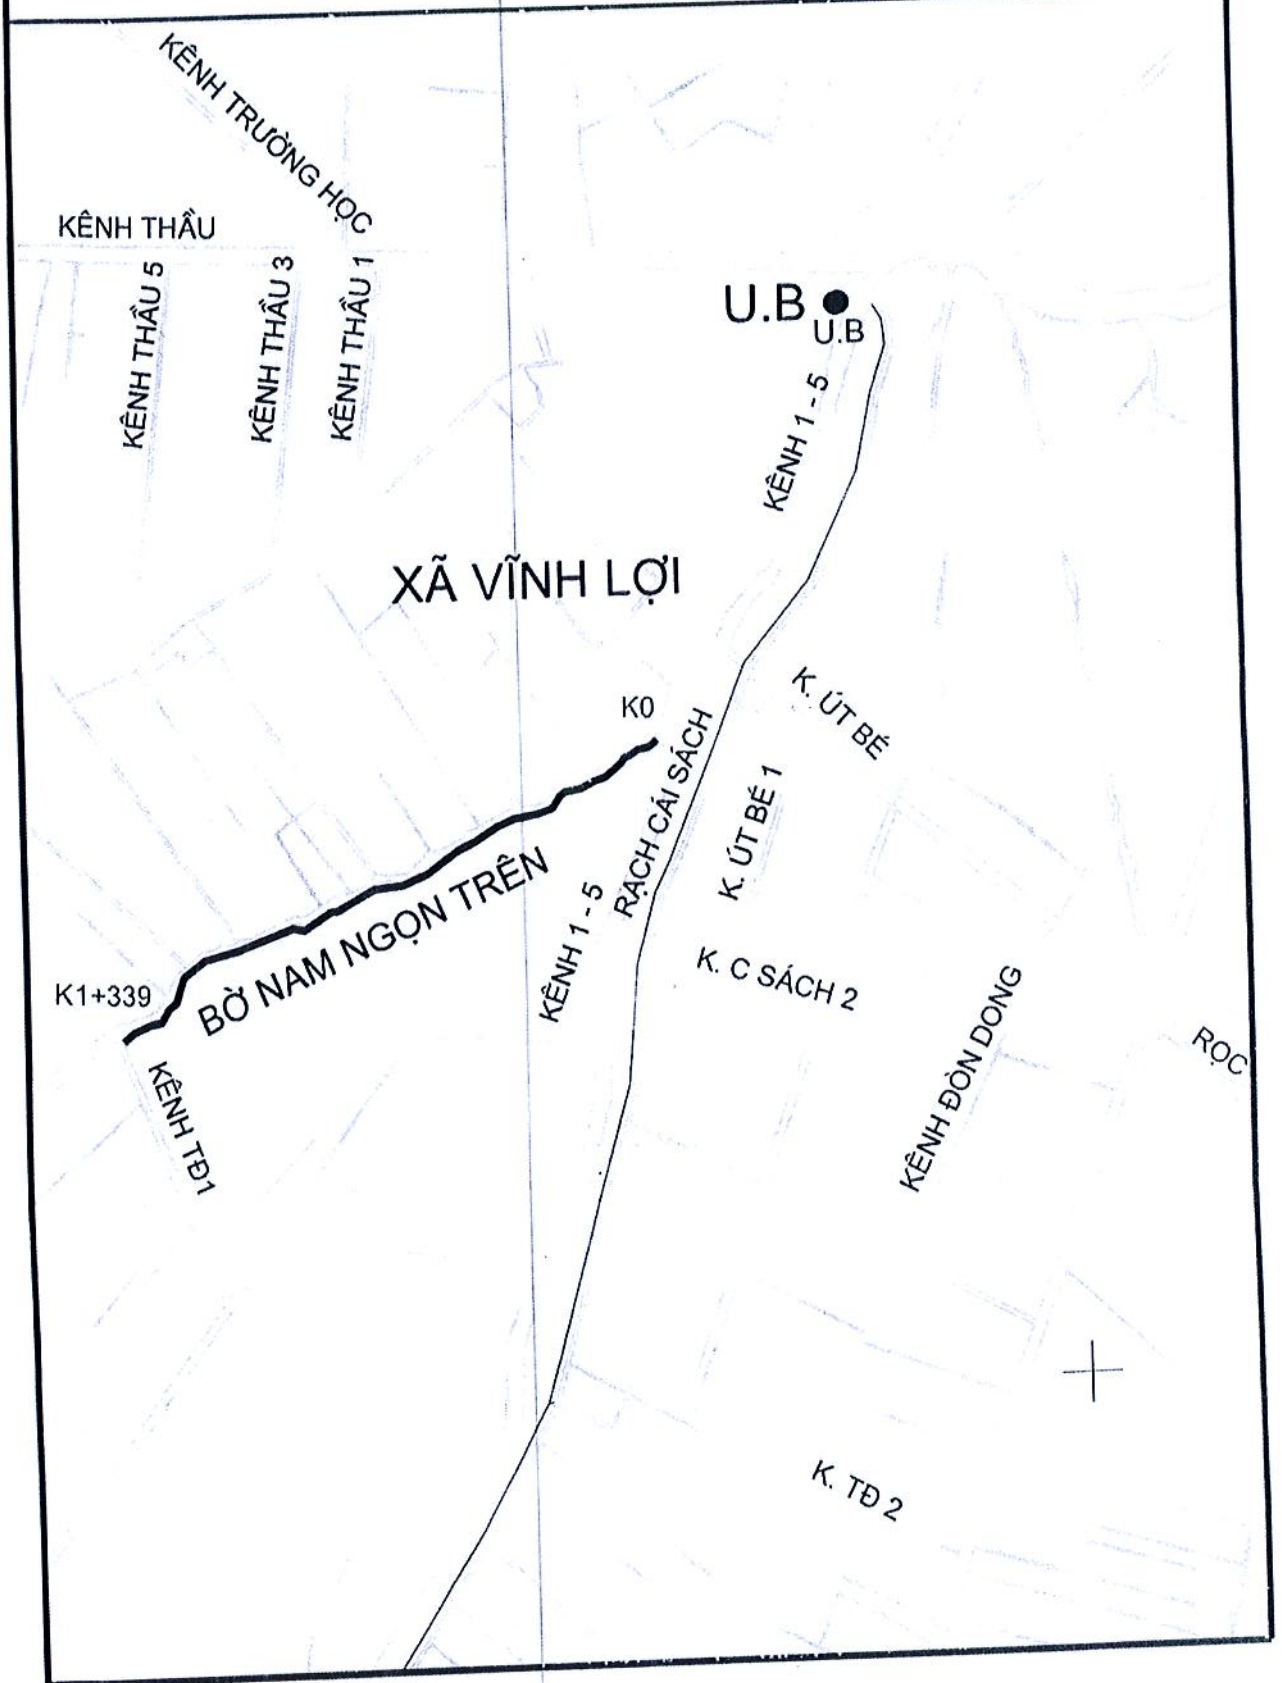 KÊNH TRƯỜNG HỌC
KÊNH THẦU
KÊNH THẦU 5
KÊNH THẦU 3
KÊNH THẦU 1
U.B
U.B
KÊNH 1 - 5
XÃ VĨNH LỢI
K. ÚT BÉ
K0
RẠCH CÁI SÁCH
K. ÚT BÉ 1
BỜ NAM NGỌN TRÊN
KÊNH 1 - 5
K. C SÁCH 2
K1+339
KÊNH ĐÒN DONG
RỌC
KÊNH TĐ1
K. TĐ 2